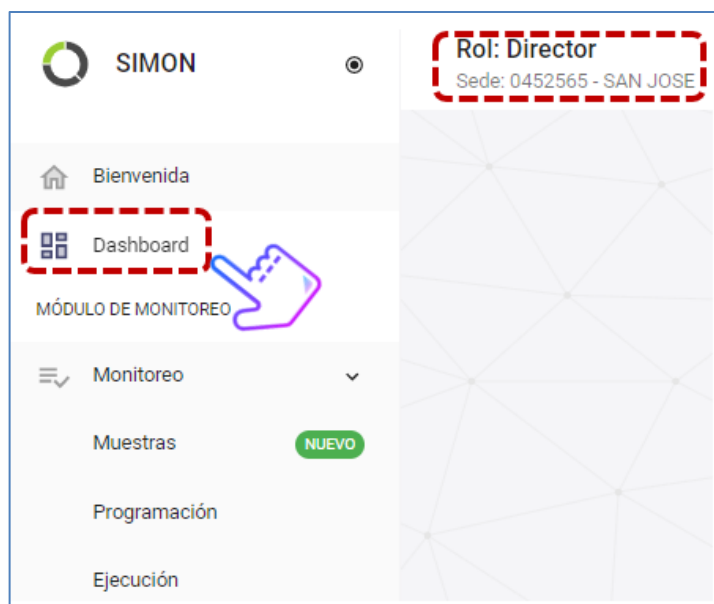 SIMON
Rol: Director
Sede: 0452565 - SAN JOSE
Bienvenida
Dashboard
MÓDULO DE MONITOREO
Monitoreo
Muestras NUEVO
Programación
Ejecución